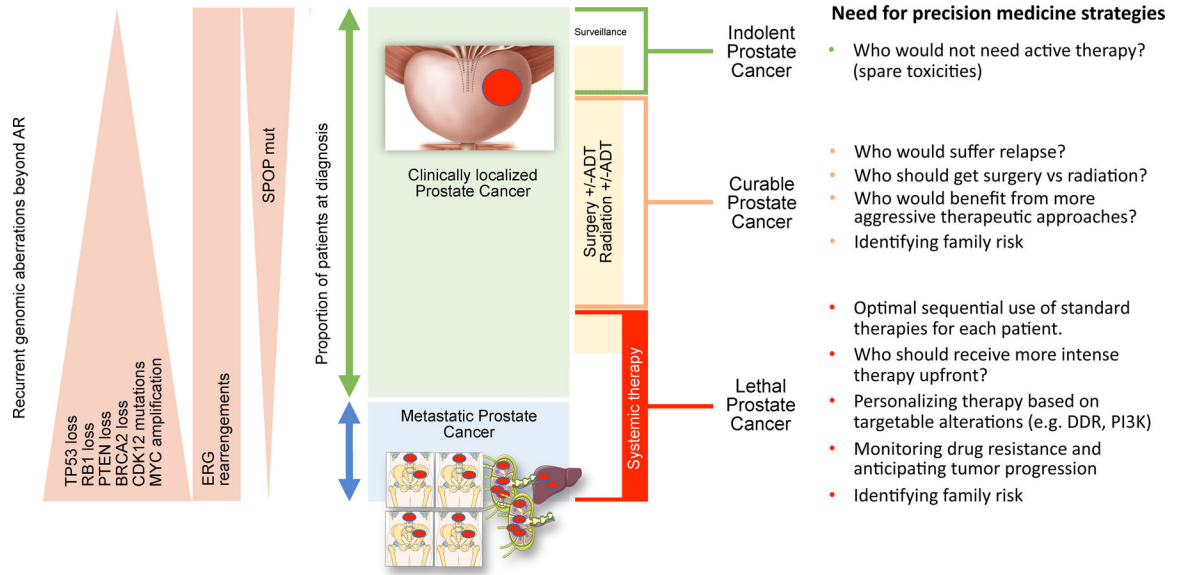 Recurrent genomic aberrations beyond AR
TP53 loss
RB1 loss
PTEN loss
BRCA2 loss
CDK12 mutations
MYC amplification
ERG
rearrengements
SPOP mut
Proportion of patients at diagnosis
Clinically localized
Prostate Cancer
Metastatic Prostate
Cancer
Surveillance
Surgery +/-ADT
Radiation +/-ADT
Systemic therapy
Indolent
Prostate
Cancer
Curable
Prostate
Cancer
Lethal
Prostate
Cancer
Need for precision medicine strategies
• Who would not need active therapy?
(spare toxicities)
• Who would suffer relapse?
• Who should get surgery vs radiation?
• Who would benefit from more
aggressive therapeutic approaches?
• Identifying family risk
• Optimal sequential use of standard
therapies for each patient.
• Who should receive more intense
therapy upfront?
• Personalizing therapy based on
targetable alterations (e.g. DDR, PI3K)
• Monitoring drug resistance and
anticipating tumor progression
• Identifying family risk